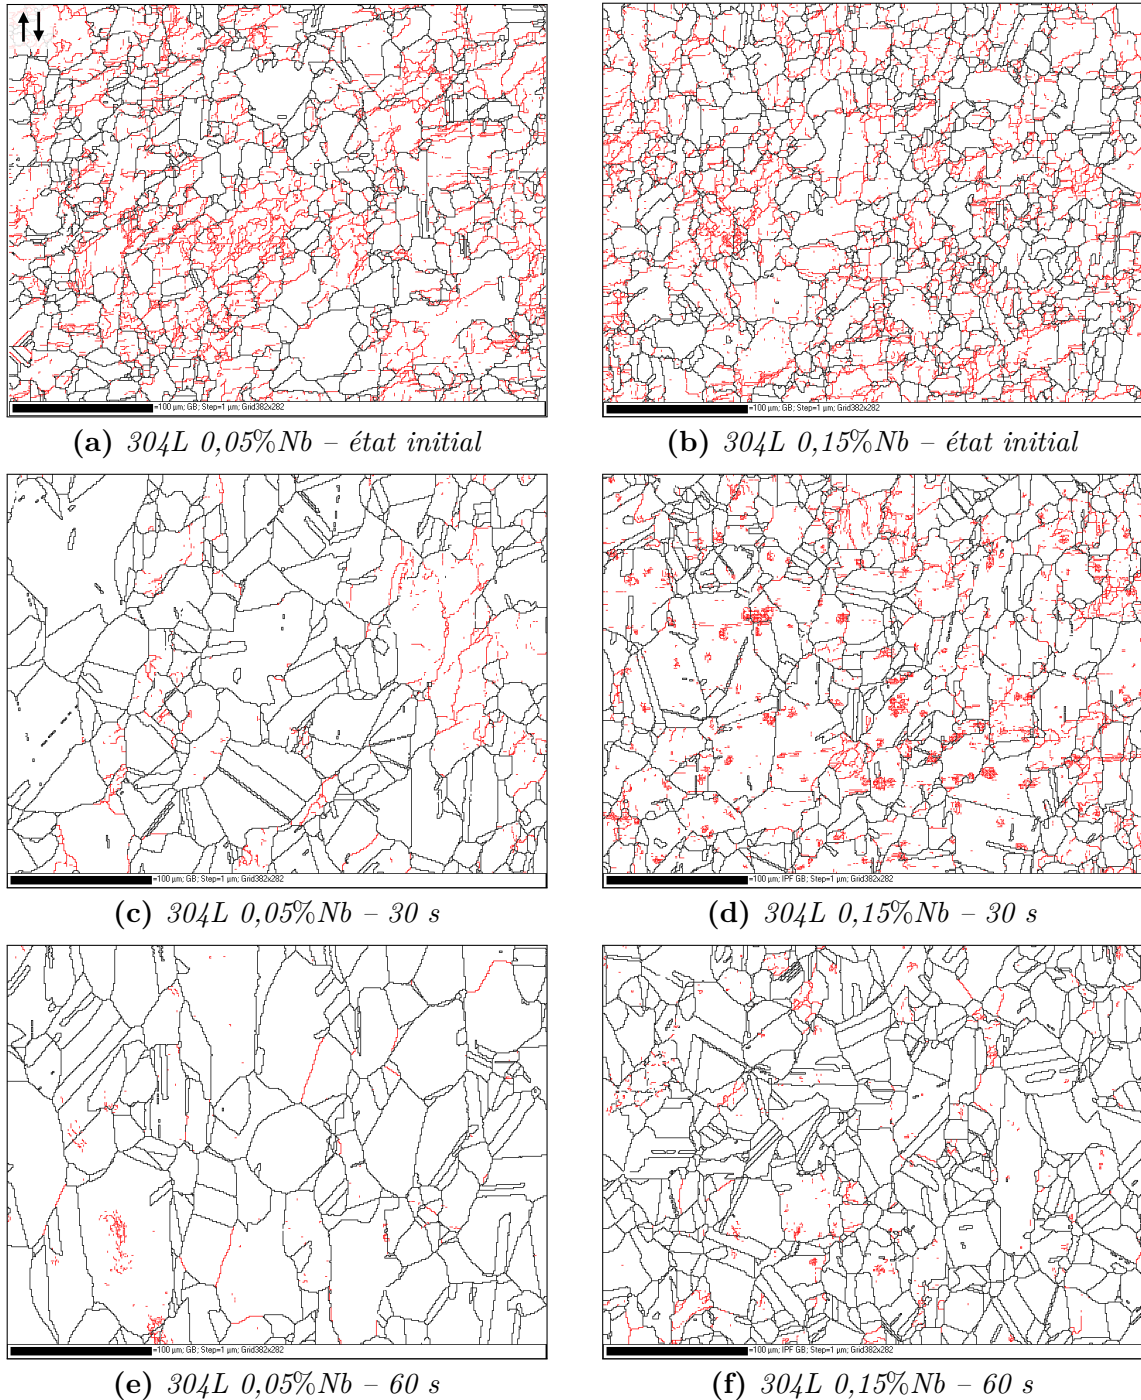 =100 µm; GB; Step=1 µm; Grid382x282
=100 µm; GB; Step=1 µm; Grid382x282
(a) 304L 0,05%Nb – état initial
(b) 304L 0,15%Nb – état initial
=100 µm; GB; Step=1 µm; Grid382x282
=100 µm; IPF GB; Step=1 µm; Grid382x282
(c) 304L 0,05%Nb – 30 s
(d) 304L 0,15%Nb – 30 s
=100 µm; GB; Step=1 µm; Grid382x282
=100 µm; IPF GB; Step=1 µm; Grid382x282
(e) 304L 0,05%Nb – 60 s
(f) 304L 0,15%Nb – 60 s